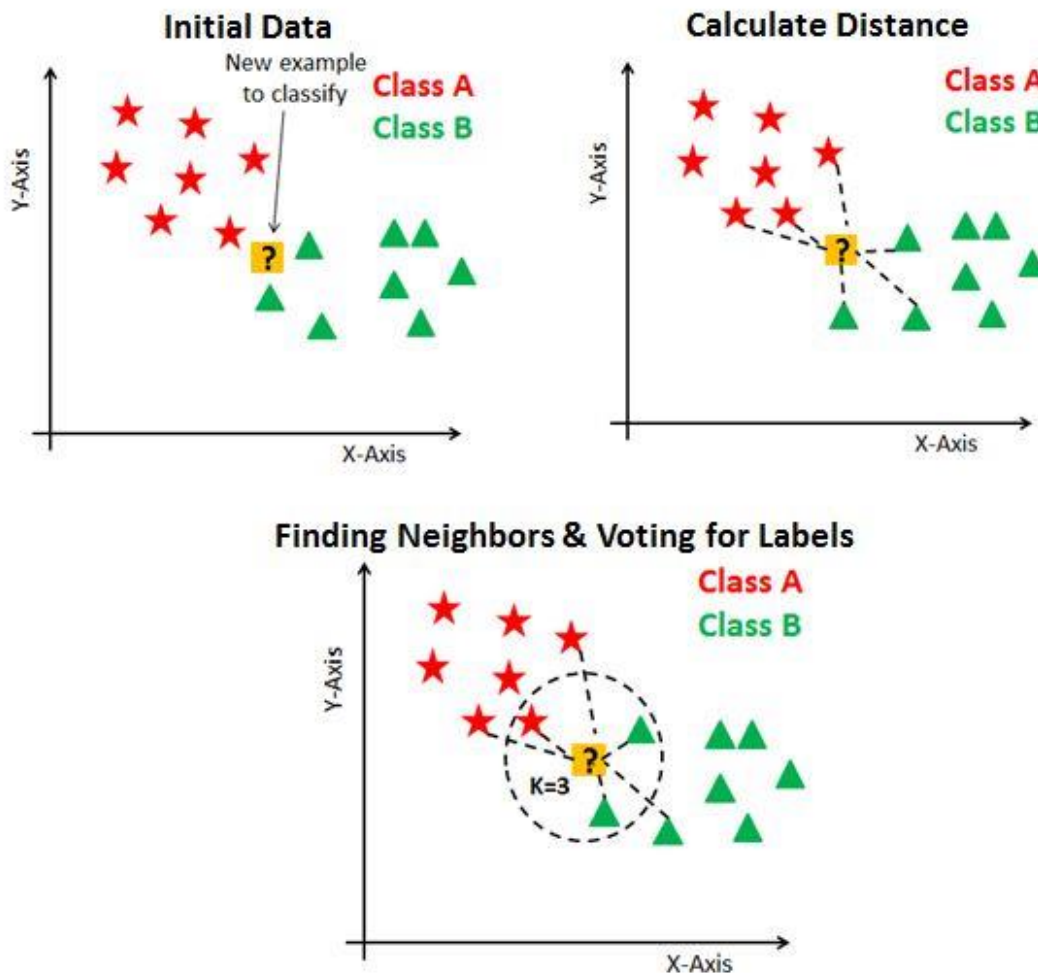 Initial Data
New example
to classify
Class A
Class B
Y-Axis
?
X-Axis
Calculate Distance
Class A
Class B
Y-Axis
?
X-Axis
Finding Neighbors & Voting for Labels
Class A
Class B
Y-Axis
?
K=3
X-Axis